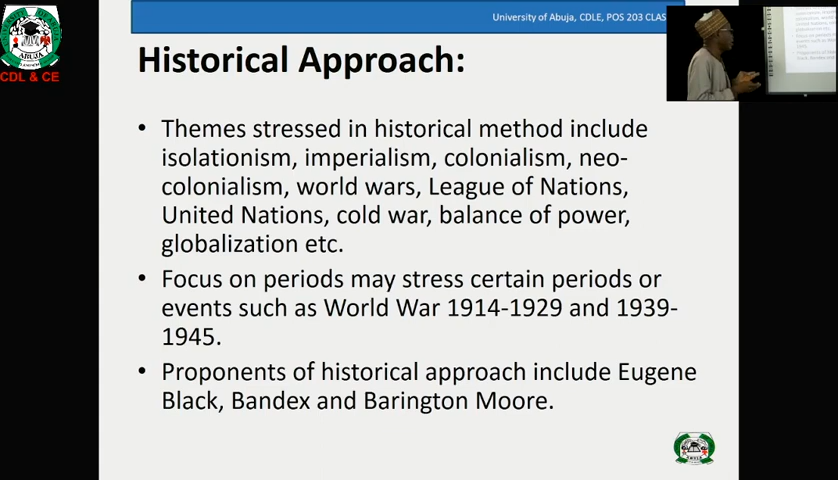 University of Abuja, CDLE, POS 203 CLAS
ABUJA
CDL & CE
Historical Approach:
• Themes stressed in historical method include
isolationism, imperialism, colonialism, neo-
colonialism, world wars, League of Nations,
United Nations, cold war, balance of power,
globalization etc.
• Focus on periods may stress certain periods or
events such as World War 1914-1929 and 1939-
1945.
• Proponents of historical approach include Eugene
Black, Bandex and Barington Moore.